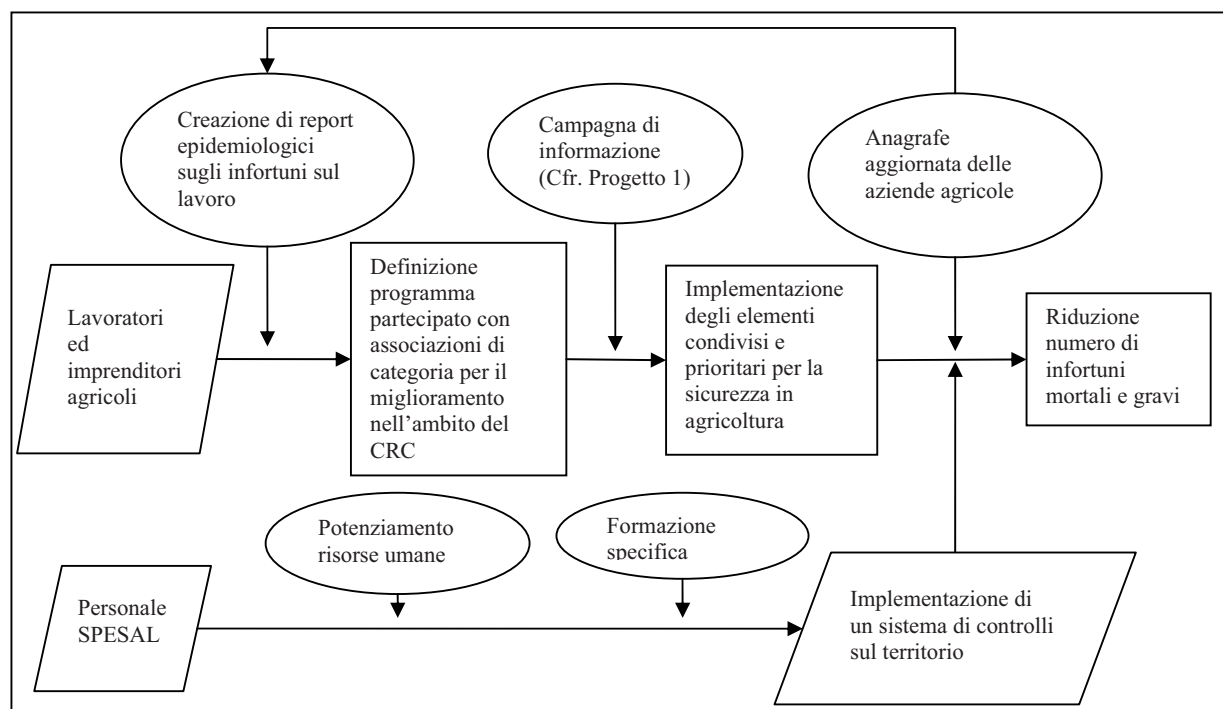 Creazione di report
epidemiologici
sugli infortuni sul
lavoro
Campagna di
informazione
(Cfr. Progetto 1)
Anagrafe
aggiornata delle
aziende agricole
Lavoratori
ed
imprenditori
agricoli
Definizione
programma
partecipato con
associazioni di
categoria per il
miglioramento
nell’ambito del
CRC
Implementazione
degli elementi
condivisi e
prioritari per la
sicurezza in
agricoltura
Riduzione
numero di
infortuni
mortali e gravi
Potenziamento
risorse umane
Formazione
specifica
Personale
SPESAL
Implementazione di
un sistema di controlli
sul territorio